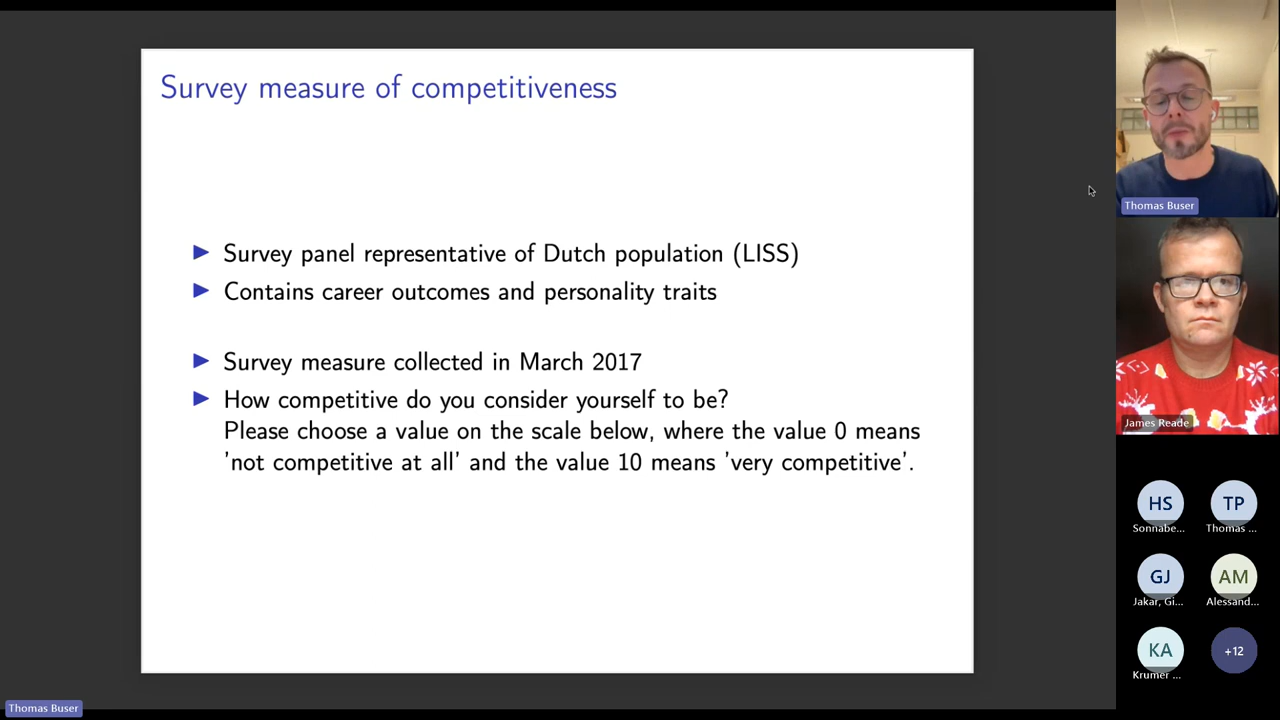 Survey measure of competitiveness
Survey panel representative of Dutch population (LISS)
Contains career outcomes and personality traits
Survey measure collected in March 2017
How competitive do you consider yourself to be?
Please choose a value on the scale below, where the value 0 means
'not competitive at all' and the value 10 means 'very competitive'.
Thomas Buser
Thomas Buser
James Reade
HS
TP
Sonnabe...
Thomas ...
GJ
AM
Jakar, Gi...
Alessand...
KA
+12
Krumer ...